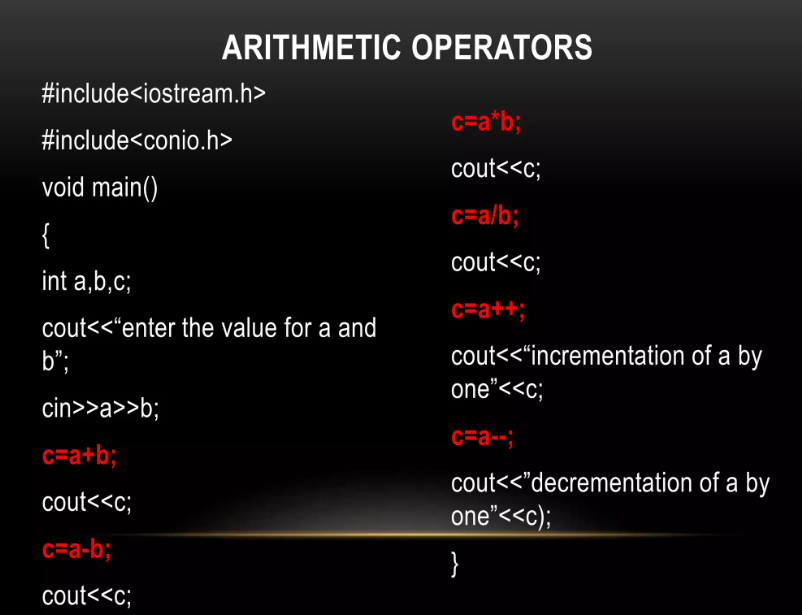 ARITHMETIC OPERATORS
#include<iostream.h>
#include<conio.h>
void main()
{
int a,b,c;
cout<<“enter the value for a and
b”;
cin>>a>>b;
c=a+b;
cout<<c;
c=a-b;
cout<<c;
c=a*b;
cout<<c;
c=a/b;
cout<<c;
c=a++;
cout<<“incrementation of a by
one”<<c;
c=a--;
cout<<”decrementation of a by
one”<<c);
}